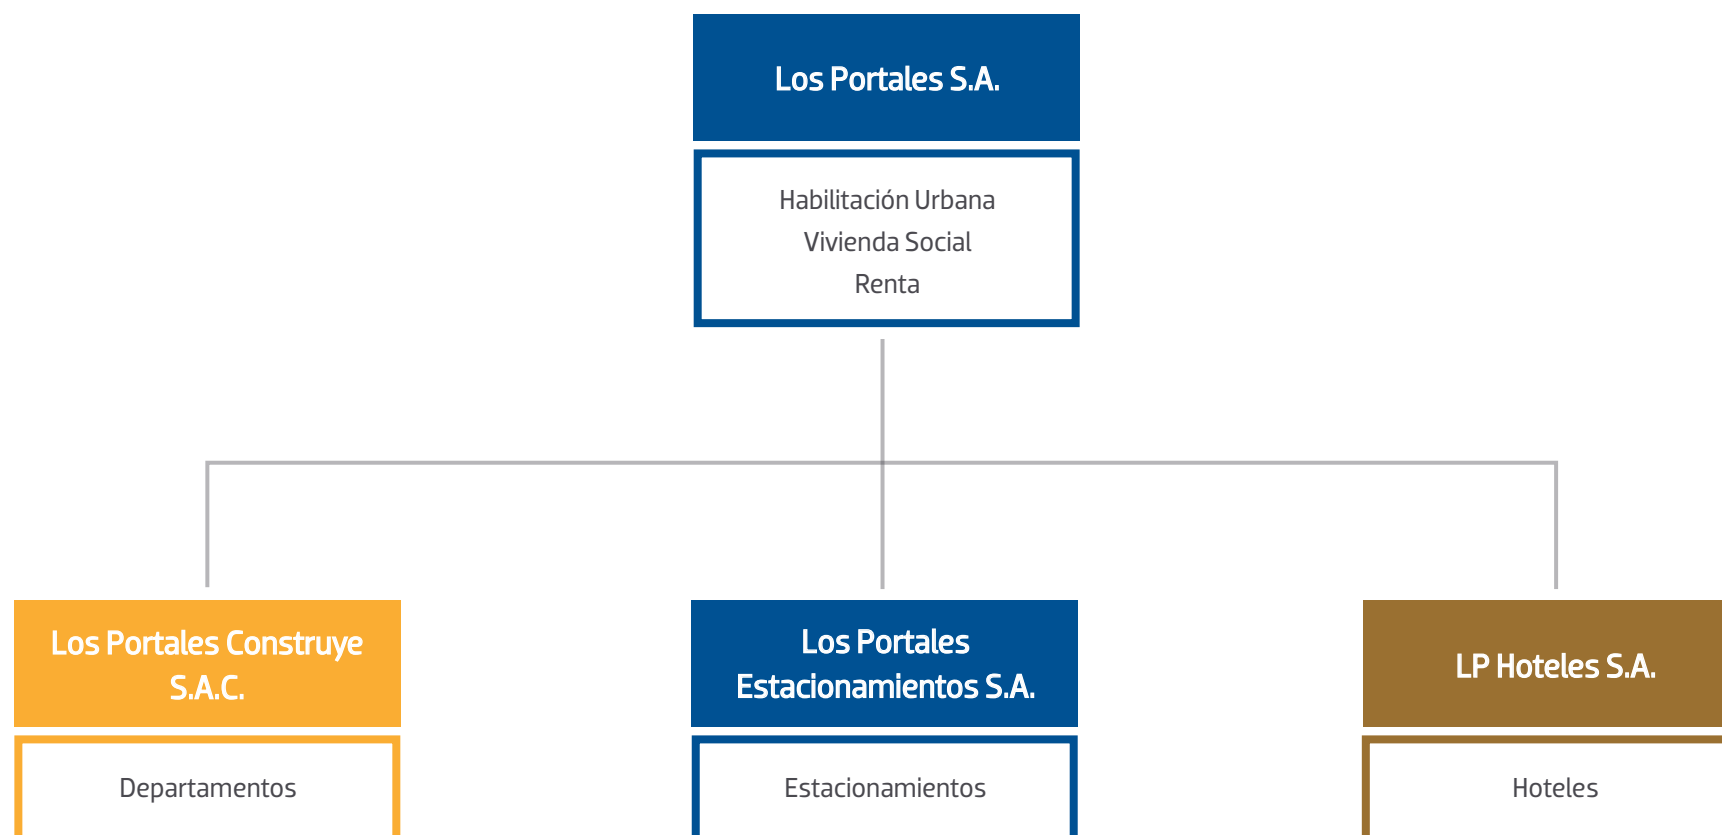 Los Portales S.A.
Habilitación Urbana
Vivienda Social
Renta
Los Portales Construye
S.A.C.
Departamentos
Los Portales
Estacionamientos S.A.
Estacionamientos
LP Hoteles S.A.
Hoteles